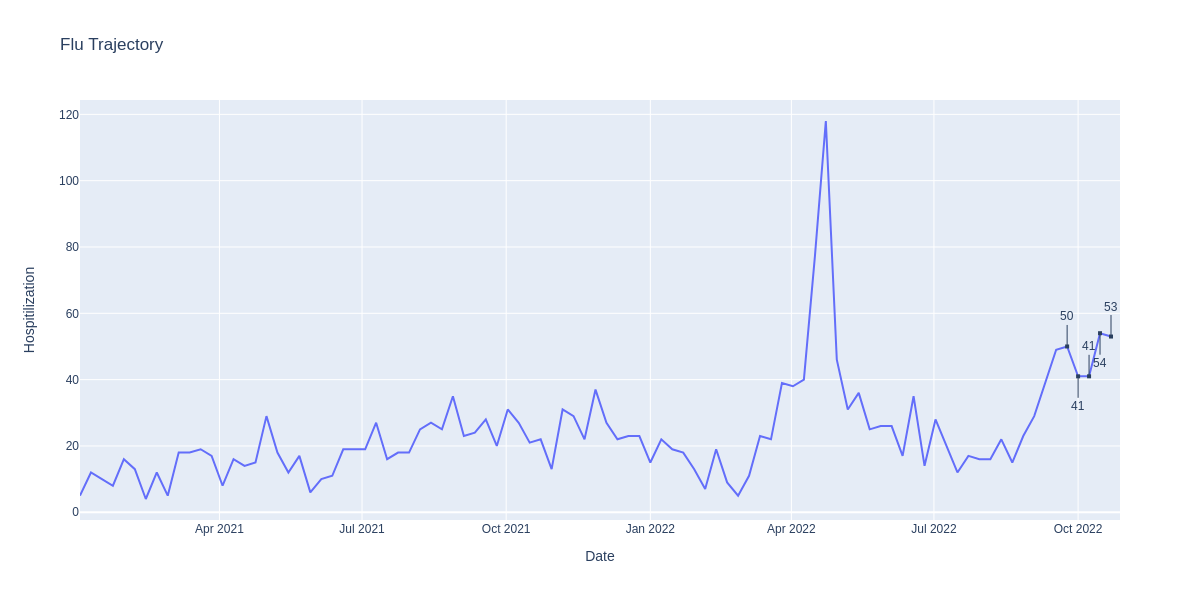 Flu Trajectory
120
100
80
60
40
20
0
Hospitilization
50
41
41
54
53
Apr 2021
Jul 2021
Oct 2021
Jan 2022
Apr 2022
Jul 2022
Oct 2022
Date